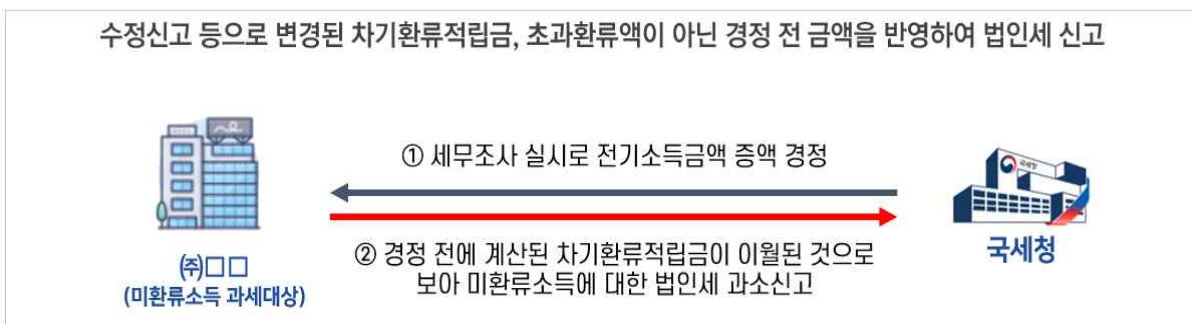 수정신고 등으로 변경된 차기환류적립금, 초과환류액이 아닌 경정 전 금액을 반영하여 법인세 신고
① 세무조사 실시로 전기소득금액 증액 경정
② 경정 전에 계산된 차기환류적립금이 이월된 것으로
보아 미환류소득에 대한 법인세 과소신고
㈜□□
(미환류소득 과세대상)
국세청
국세청